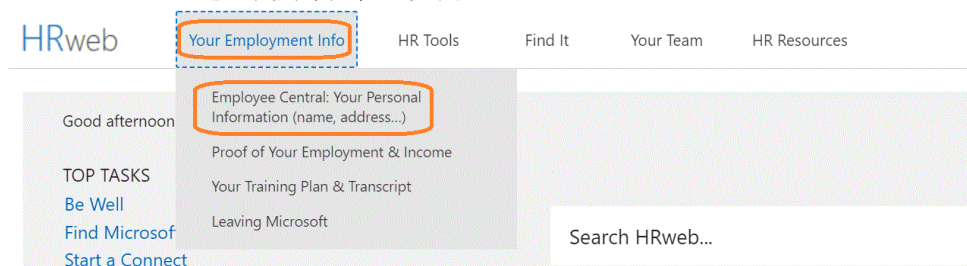 HRweb
Your Employment Info
HR Tools
Find It
Your Team
HR Resources
Employee Central: Your Personal
Information (name, address...)
Proof of Your Employment & Income
Your Training Plan & Transcript
Leaving Microsoft
Good afternoon
TOP TASKS
Be Well
Find Microsof
Start a Connect
Search HRweb...